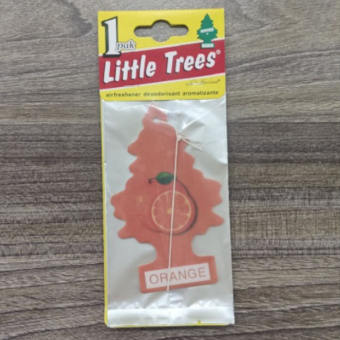 1 pak
Little Trees®
airfreshener désodorisant aromatizante
ORANGE